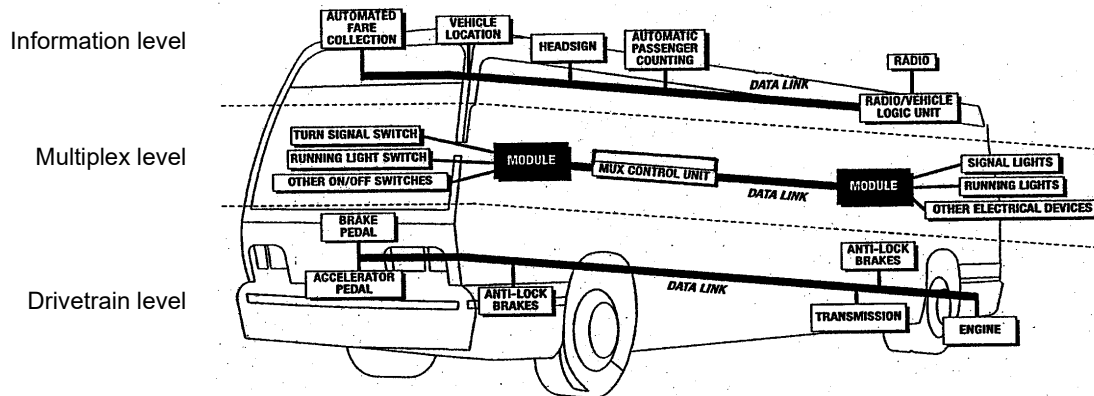 Information level
AUTOMATED
FARE
COLLECTION
VEHICLE
LOCATION
HEADSIGN
AUTOMATIC
PASSENGER
COUNTING
DATA LINK
RADIO
RADIO/VEHICLE
LOGIC UNIT
Multiplex level
TURN SIGNAL SWITCH
RUNNING LIGHT SWITCH
OTHER ON/OFF SWITCHES
MODULE
MUX CONTROL UNIT
DATA LINK
MODULE
SIGNAL LIGHTS
RUNNING LIGHTS
OTHER ELECTRICAL DEVICES
Drivetrain level
BRAKE
PEDAL
ACCELERATOR
PEDAL
ANTI-LOCK
BRAKES
DATA LINK
ANTI-LOCK
BRAKES
TRANSMISSION
ENGINE